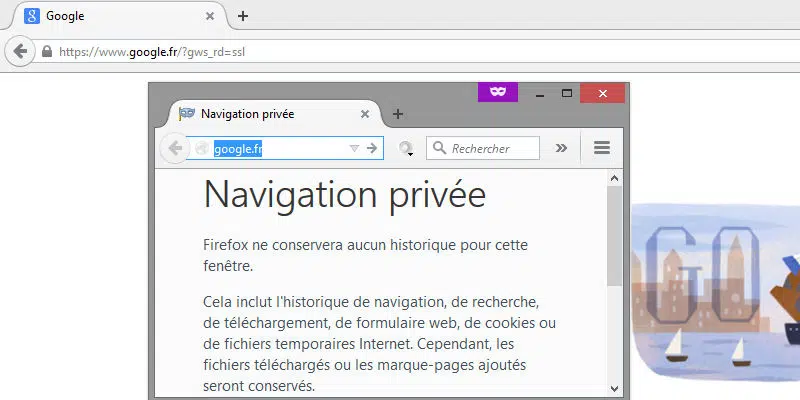 Google
https://www.google.fr/?gws_rd=ssl
Navigation privée
google.fr
Rechercher
Navigation privée
Firefox ne conservera aucun historique pour cette
fenêtre.
Cela inclut l'historique de navigation, de recherche,
de téléchargement, de formulaire web, de cookies ou
de fichiers temporaires Internet. Cependant, les
fichiers téléchargés ou les marque-pages ajoutés
seront conservés.
GO